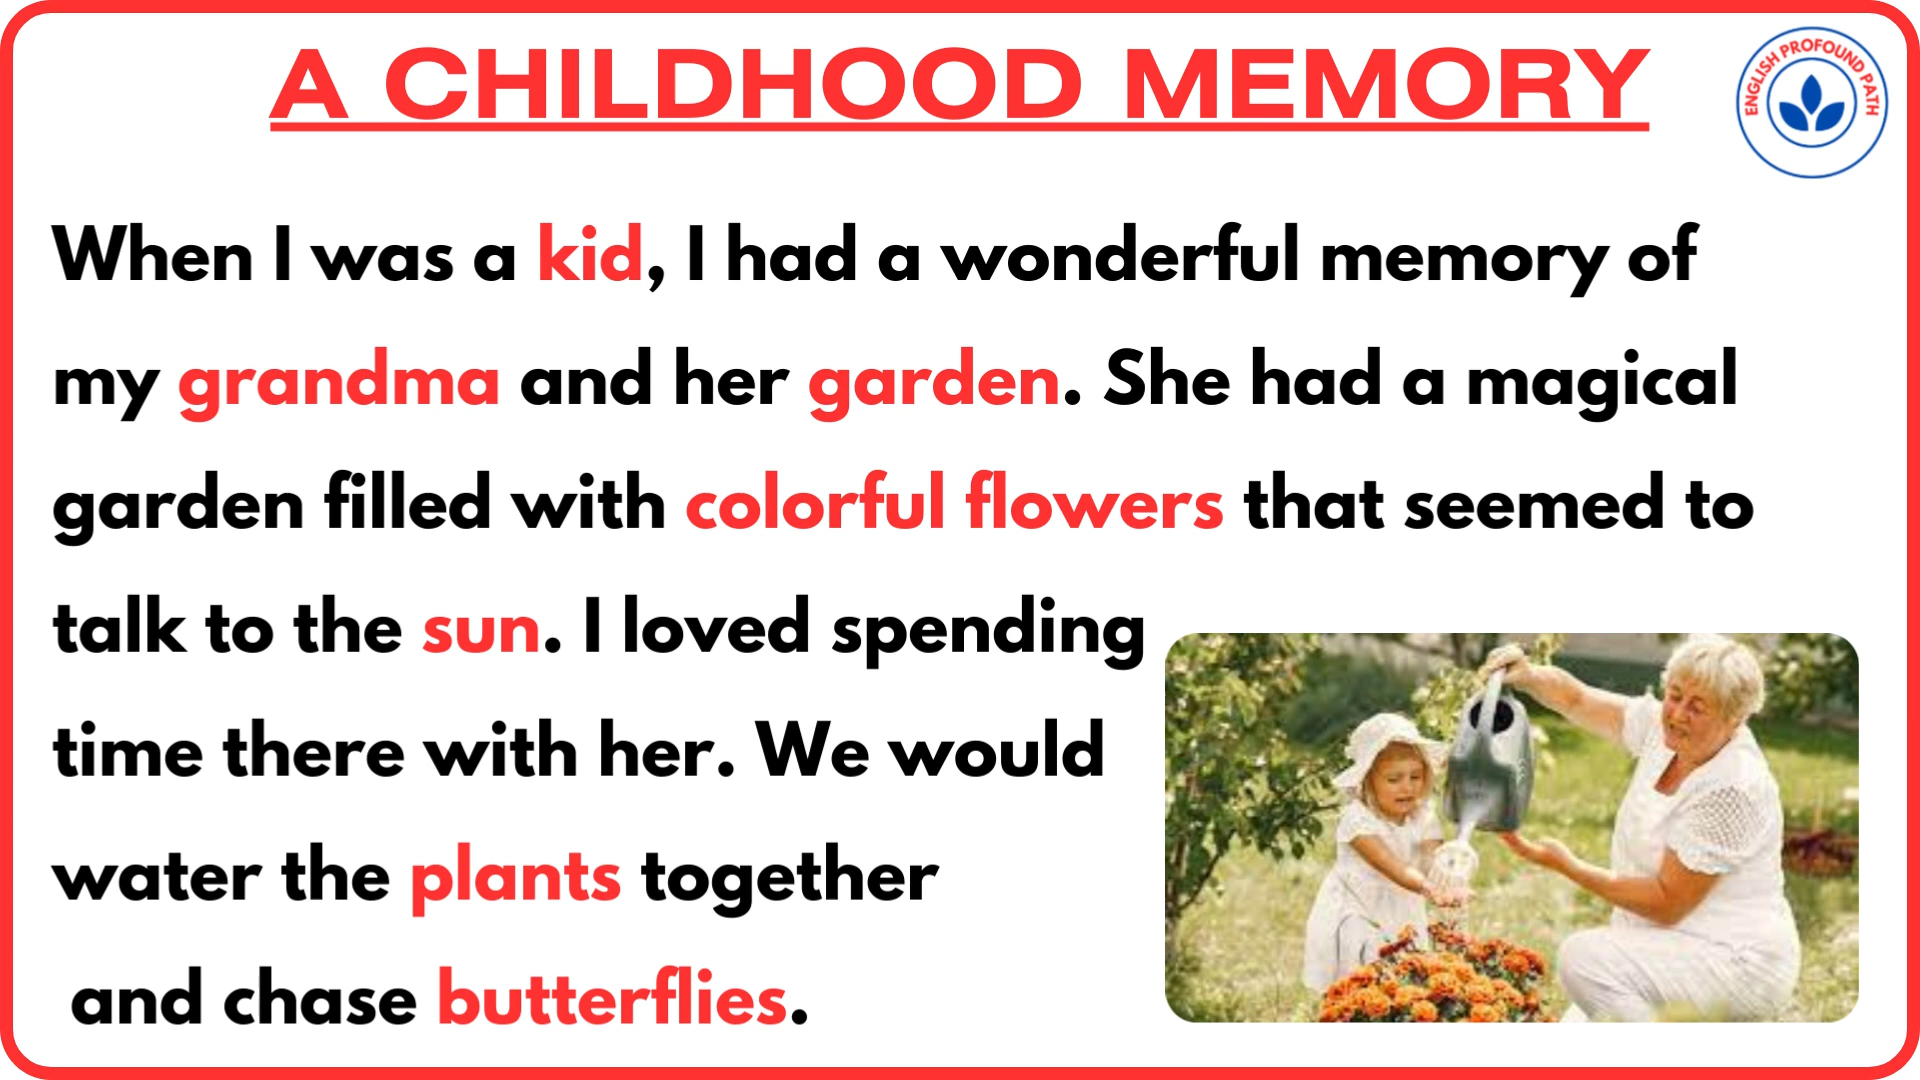 A CHILDHOOD MEMORY
ENGLISH PROFOUND PATH
When I was a kid, I had a wonderful memory of
my grandma and her garden. She had a magical
garden filled with colorful flowers that seemed to
talk to the sun. I loved spending
time there with her. We would
water the plants together
and chase butterflies.